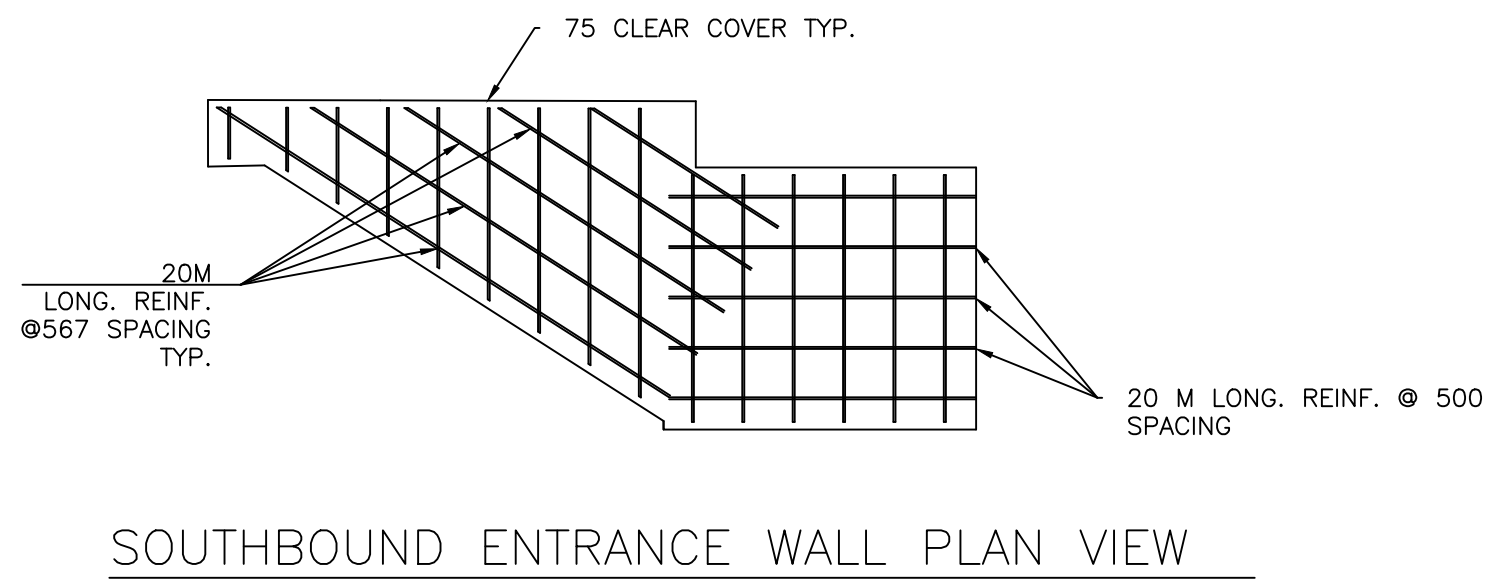 75 CLEAR COVER TYP.
20M
LONG. REINF.
@567 SPACING
TYP.
20 M LONG. REINF. @ 500
SPACING
SOUTHBOUND ENTRANCE WALL PLAN VIEW